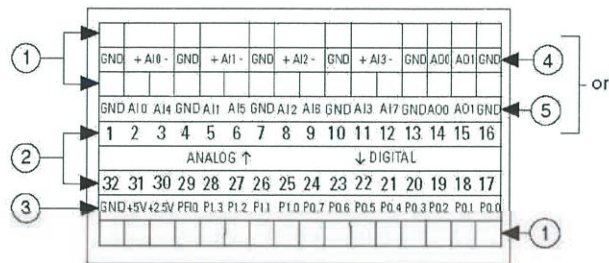 1
GND + AI0 - GND + AI1 - GND + AI2 - GND + AI3 - GND AO0 AO1 GND
4
or
GND AI0 AI4 GND AI1 AI5 GND AI2 AI6 GND AI3 AI7 GND AO0 AO1 GND
5
1 2 3 4 5 6 7 8 9 10 11 12 13 14 15 16
2
ANALOG ↑ ↓ DIGITAL
32 31 30 29 28 27 26 25 24 23 22 21 20 19 18 17
3
GND +5V +2.5V PFI0 P1.3 P1.2 P1.1 P1.0 P0.7 P0.6 P0.5 P0.4 P0.3 P0.2 P0.1 P0.0
1